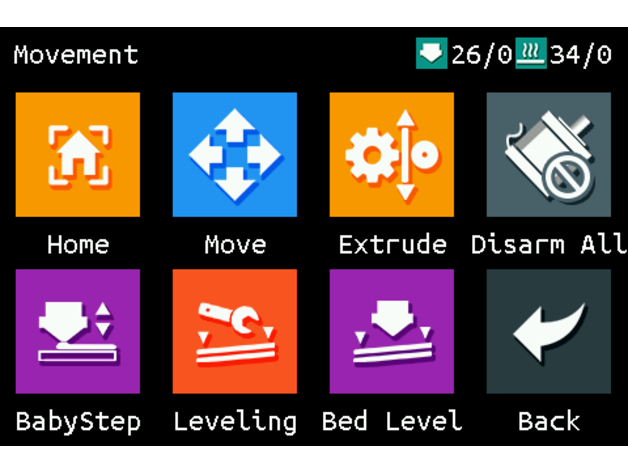 Movement 26/0 34/0
Home Move Extrude Disarm All
BabyStep Leveling Bed Level Back